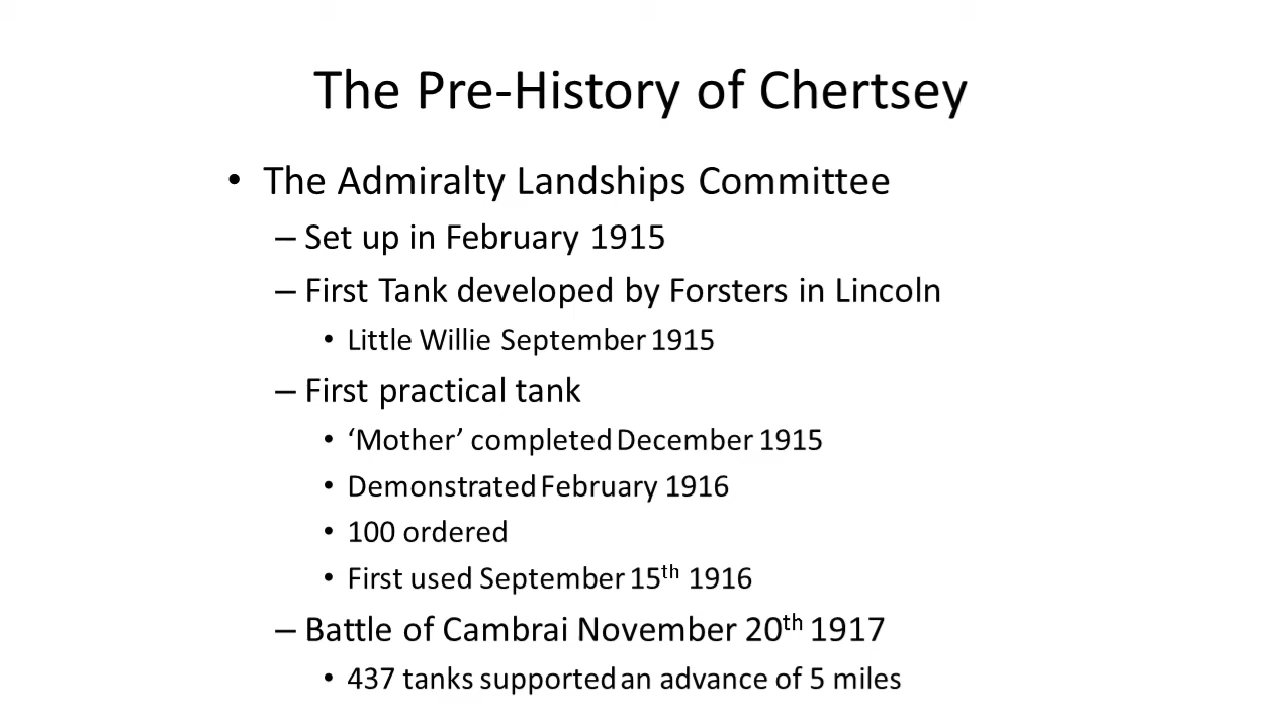 The Pre-History of Chertsey
• The Admiralty Landships Committee
– Set up in February 1915
– First Tank developed by Forsters in Lincoln
• Little Willie September 1915
– First practical tank
• ‘Mother’ completed December 1915
• Demonstrated February 1916
• 100 ordered
• First used September 15th 1916
– Battle of Cambrai November 20th 1917
• 437 tanks supported an advance of 5 miles